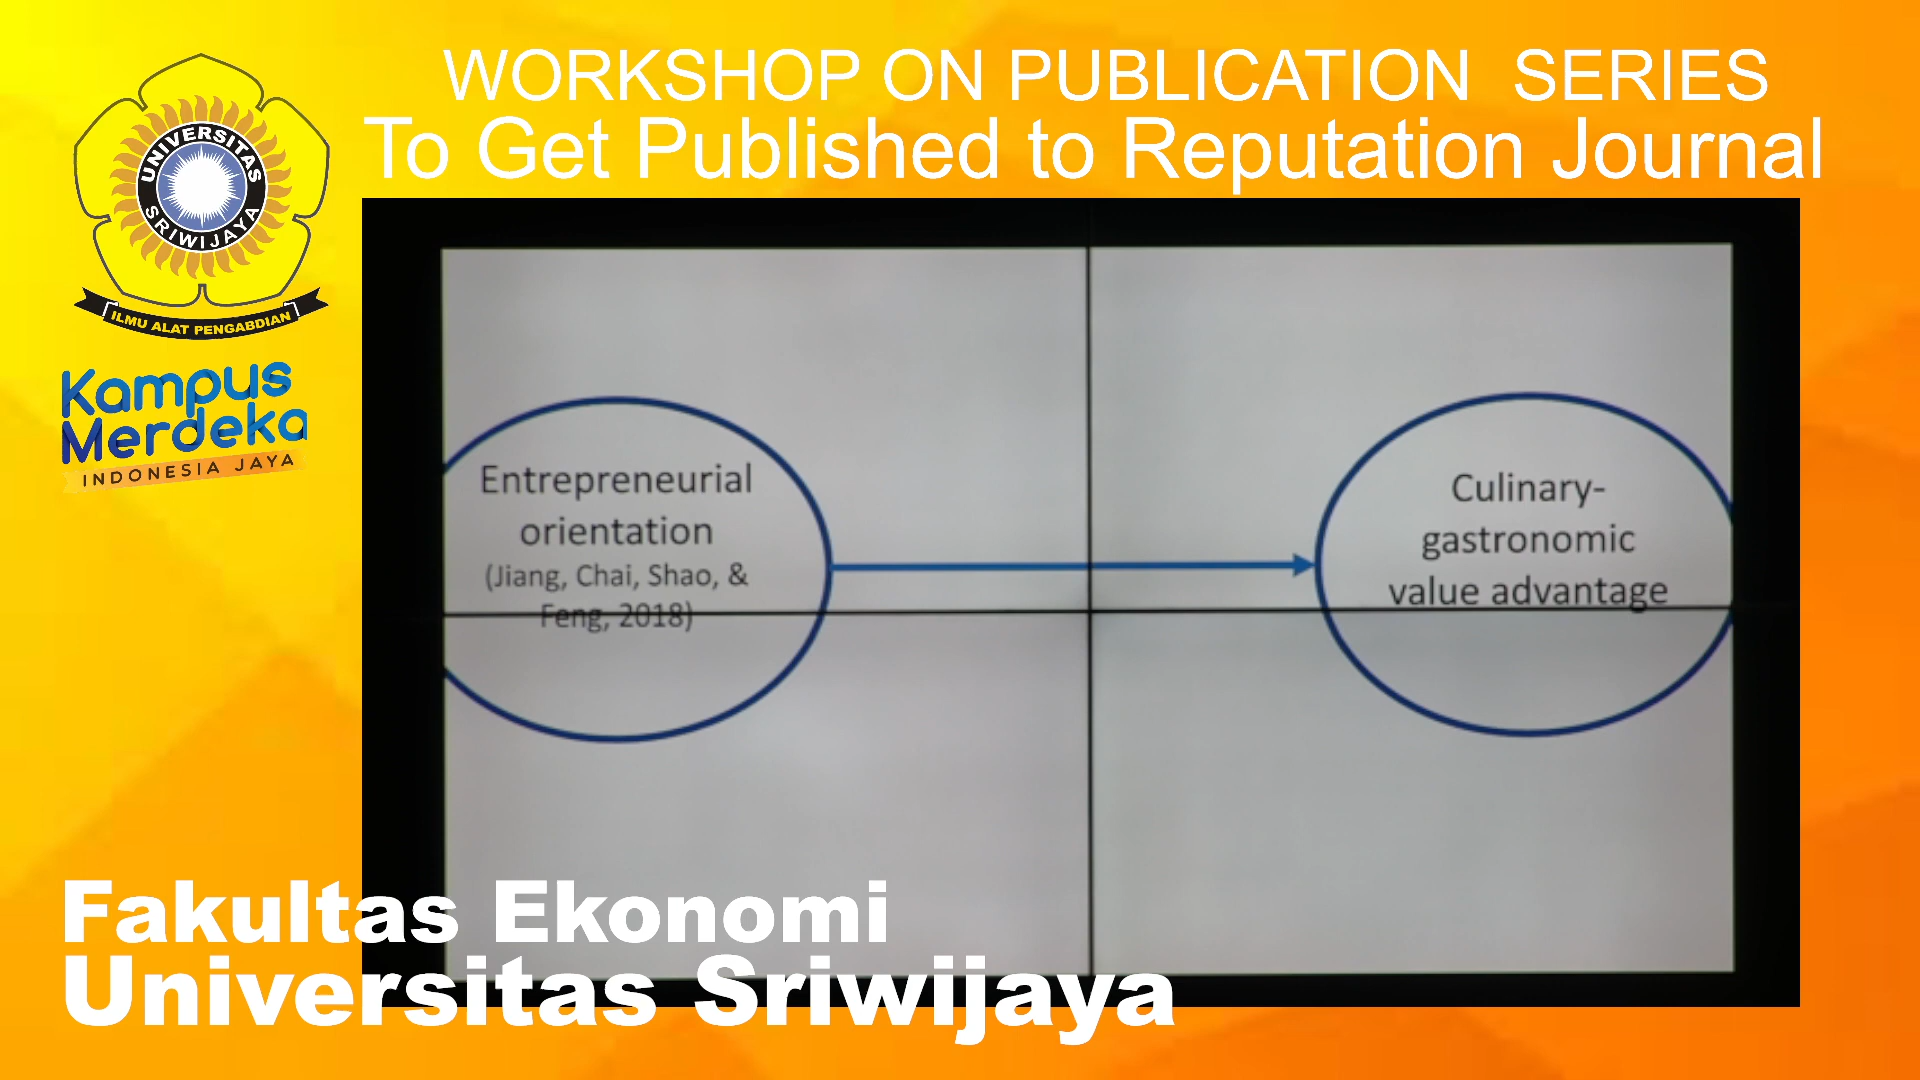 WORKSHOP ON PUBLICATION SERIES
To Get Published to Reputation Journal
UNIVERSITAS
SRIWIJAYA
ILMU ALAT PENGABDIAN
Kampus
Merdeka
INDONESIA JAYA
Entrepreneurial
orientation
(Jiang, Chai, Shao, &
Feng, 2018)
Culinary-
gastronomic
value advantage
Fakultas Ekonomi
Universitas Sriwijaya